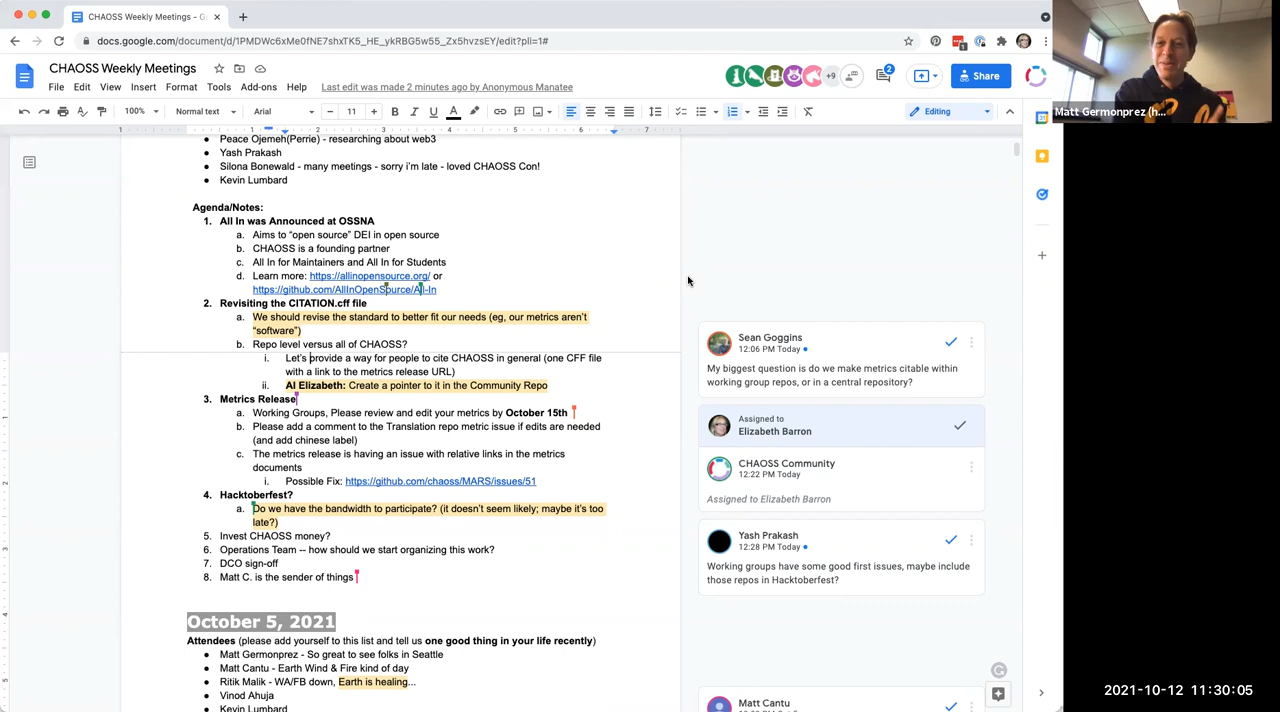 CHAOSS Weekly Meetings - G
docs.google.com/document/d/1PMDWc6xMe0fNE7shxTK5_HE_ykRBG5w55_Zx5hvzsEY/edit?pli=1#
CHAOSS Weekly Meetings
File Edit View Insert Format Tools Add-ons Help Last edit was made 2 minutes ago by Anonymous Manatee
+9
2
Share
100% Normal text Arial 11 Editing
Matt Germonprez (h...
1 1 2 3 4 5 6 7
Peace Ojemeh(Perrie) - researching about web3
Yash Prakash
Silona Bonewald - many meetings - sorry i'm late - loved CHAOSS Con!
Kevin Lumbard
Agenda/Notes:
1. All In was Announced at OSSNA
a. Aims to "open source" DEI in open source
b. CHAOSS is a founding partner
c. All In for Maintainers and All In for Students
d. Learn more: https://allinopensource.org/ or
https://github.com/AllInOpenSource/All-In
2. Revisiting the CITATION.cff file
a. We should revise the standard to better fit our needs (eg, our metrics aren't
"software")
b. Repo level versus all of CHAOSS?
i. Let's provide a way for people to cite CHAOSS in general (one CFF file
with a link to the metrics release URL)
ii. AI Elizabeth: Create a pointer to it in the Community Repo
3. Metrics Release
a. Working Groups, Please review and edit your metrics by October 15th
b. Please add a comment to the Translation repo metric issue if edits are needed
(and add chinese label)
c. The metrics release is having an issue with relative links in the metrics
documents
i. Possible Fix: https://github.com/chaoss/MARS/issues/51
4. Hacktoberfest?
a. Do we have the bandwidth to participate? (it doesn't seem likely; maybe it's too
late?)
5. Invest CHAOSS money?
6. Operations Team -- how should we start organizing this work?
7. DCO sign-off
8. Matt C. is the sender of things
October 5, 2021
Attendees (please add yourself to this list and tell us one good thing in your life recently)
Matt Germonprez - So great to see folks in Seattle
Matt Cantu - Earth Wind & Fire kind of day
Ritik Malik - WA/FB down, Earth is healing...
Vinod Ahuja
Kevin Lumbard
Sean Goggins
12:06 PM Today
My biggest question is do we make metrics citable within
working group repos, or in a central repository?
Assigned to
Elizabeth Barron
CHAOSS Community
12:22 PM Today
Assigned to Elizabeth Barron
Yash Prakash
12:28 PM Today
Working groups have some good first issues, maybe include
those repos in Hacktoberfest?
Matt Cantu
2021-10-12 11:30:05